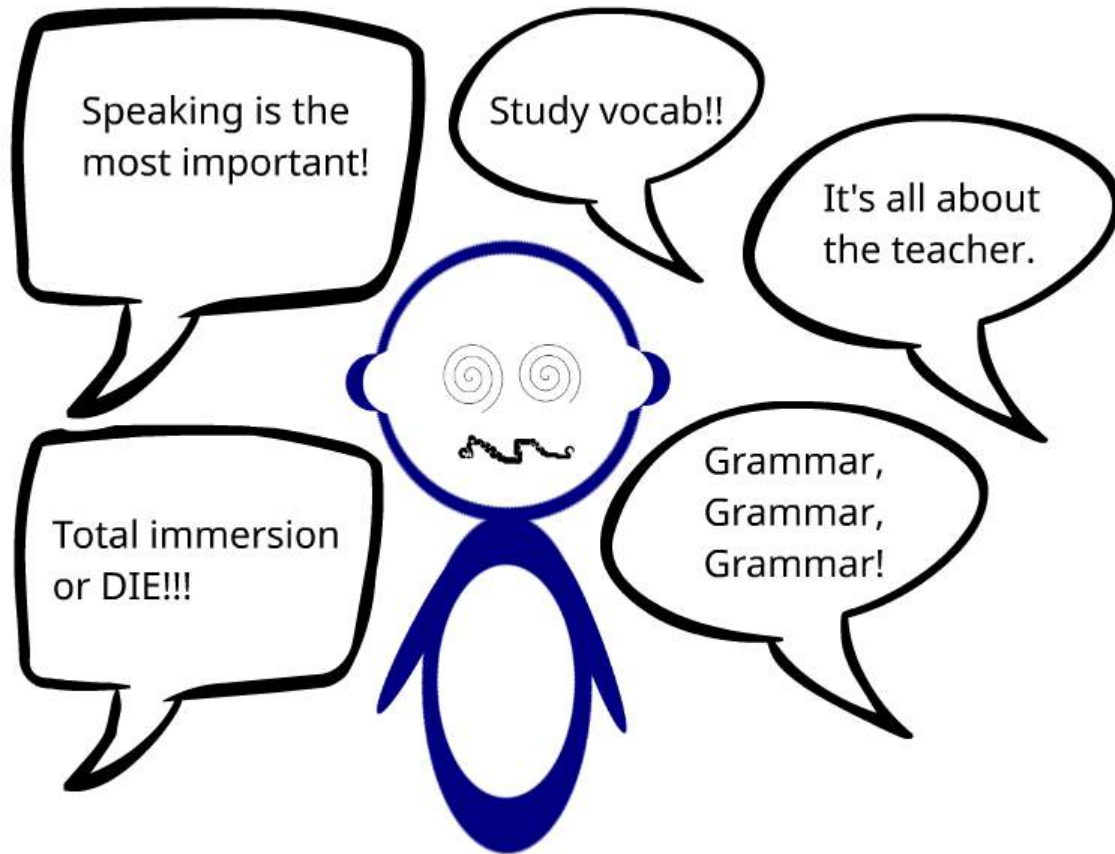 Speaking is the
most important!
Study vocab!!
It's all about
the teacher.
Total immersion
or DIE!!!
Grammar,
Grammar,
Grammar!